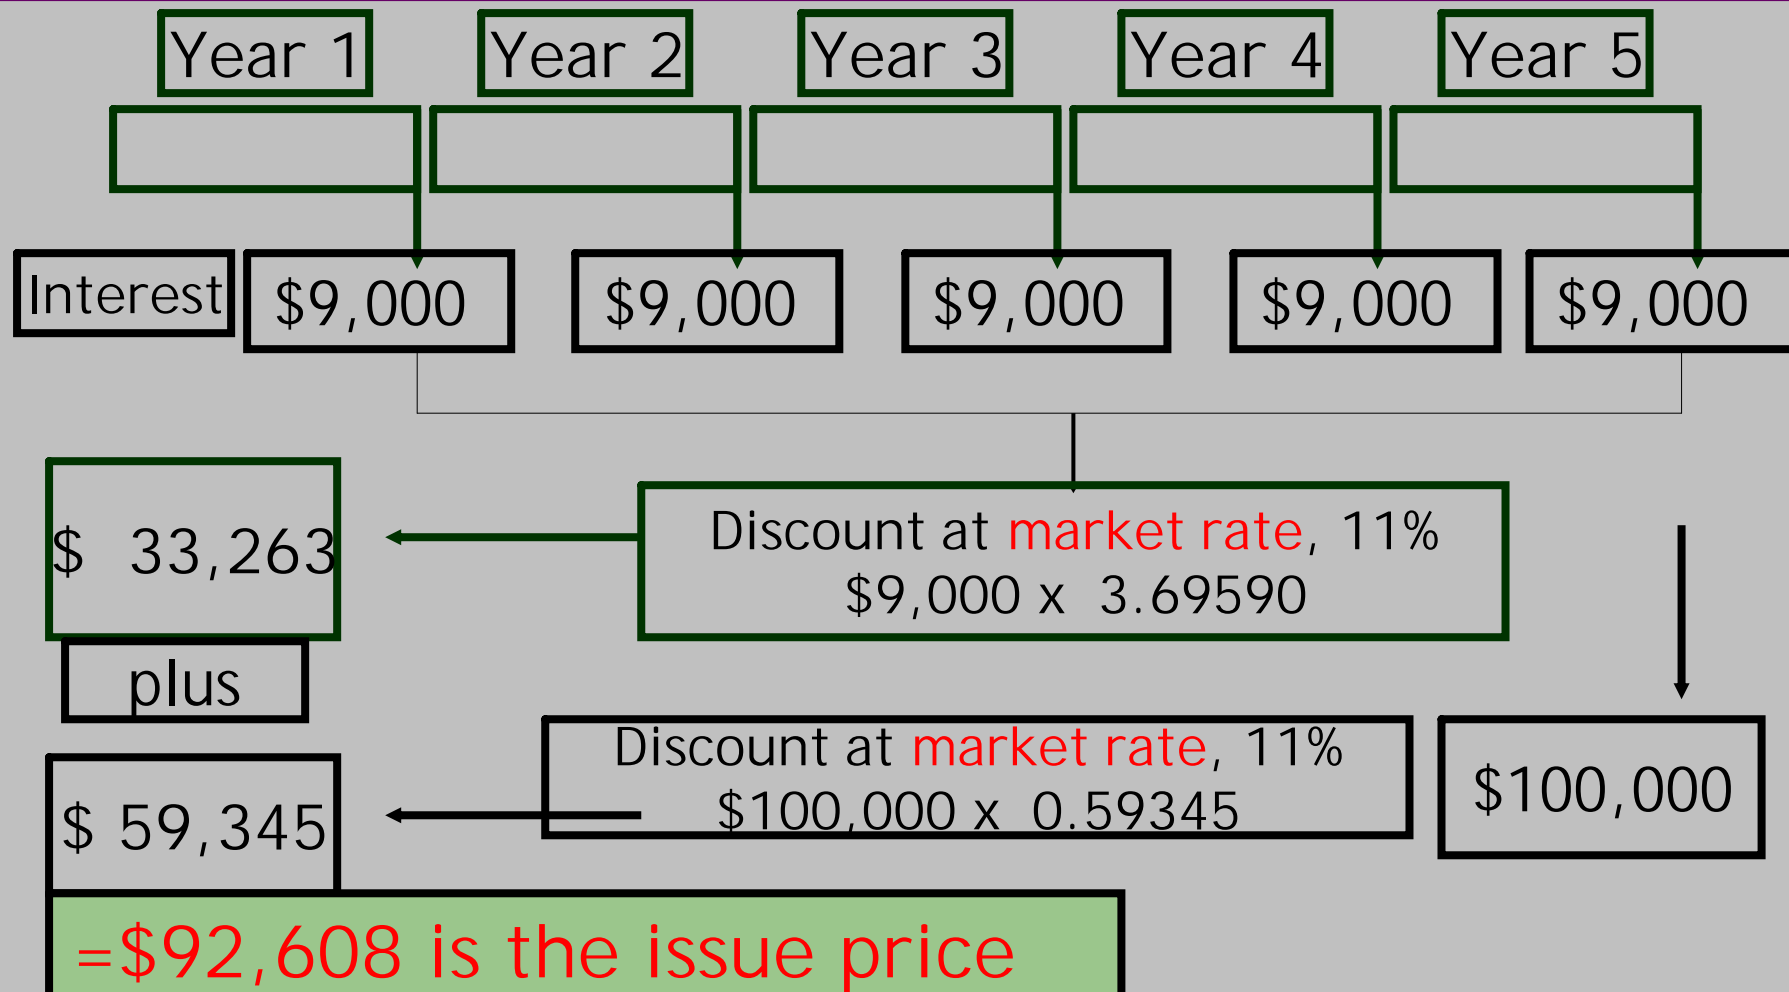 Year 1
Year 2
Year 3
Year 4
Year 5
Interest
$9,000
$9,000
$9,000
$9,000
$9,000
$ 33,263
Discount at market rate, 11%
$9,000 x 3.69590
plus
Discount at market rate, 11%
$100,000 x 0.59345
$100,000
$ 59,345
=$92,608 is the issue price